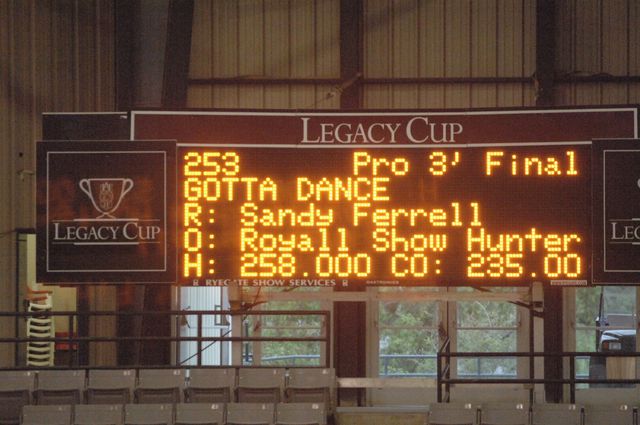 LEGACY CUP
253 Pro 3' Final
GOTTA DANCE
R: Sandy Ferrell
O: Royall Show Hunter
H: 258.000 CO: 235.00
LEGACY CUP
RYEGATE SHOW SERVICES
DAKTRONICS